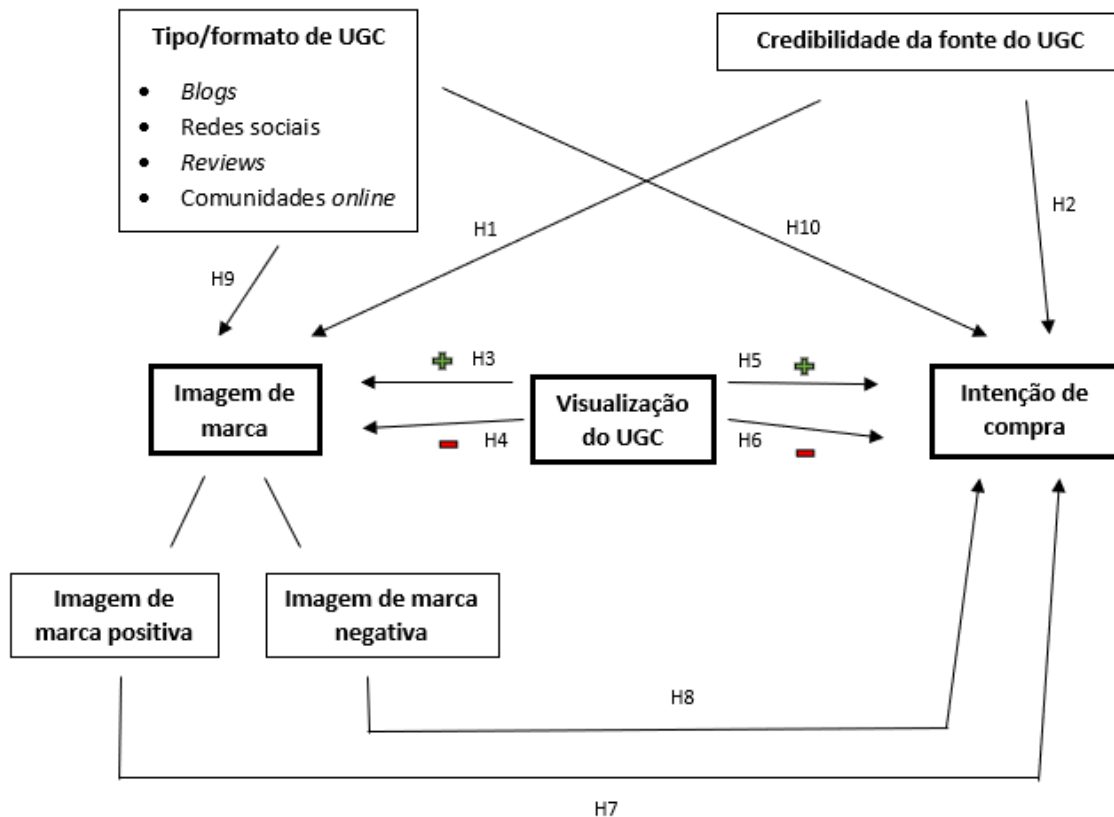 Tipo/formato de UGC
Blogs
Redes sociais
Reviews
Comunidades online
Credibilidade da fonte do UGC
H1
H10
H2
H9
H3
H5
Imagem de
marca
Visualização
do UGC
Intenção de
compra
H4
H6
Imagem de
marca positiva
Imagem de marca
negativa
H8
H7